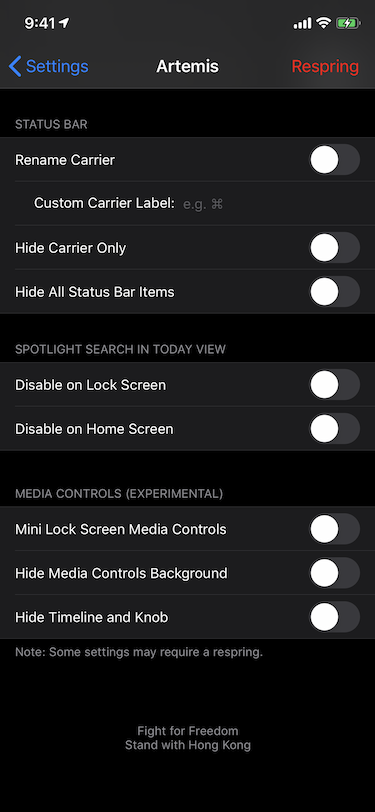 9:41
Settings
Artemis
Respring
STATUS BAR
Rename Carrier
Custom Carrier Label: e.g. ⌘
Hide Carrier Only
Hide All Status Bar Items
SPOTLIGHT SEARCH IN TODAY VIEW
Disable on Lock Screen
Disable on Home Screen
MEDIA CONTROLS (EXPERIMENTAL)
Mini Lock Screen Media Controls
Hide Media Controls Background
Hide Timeline and Knob
Note: Some settings may require a respring.
Fight for Freedom
Stand with Hong Kong